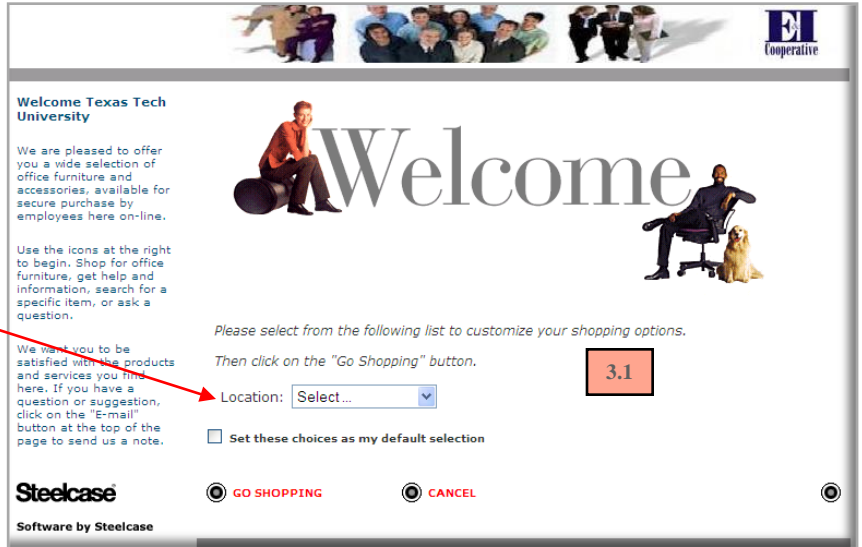 E&I
Cooperative
Welcome Texas Tech
University
We are pleased to offer
you a wide selection of
office furniture and
accessories, available for
secure purchase by
employees here on-line.
Use the icons at the right
to begin. Shop for office
furniture, get help and
information, search for a
specific item, or ask a
question.
We want you to be
satisfied with the products
and services you find
here. If you have a
question or suggestion,
click on the "E-mail"
button at the top of the
page to send us a note.
Steelcase
Software by Steelcase
Welcome
Please select from the following list to customize your shopping options.
Then click on the "Go Shopping" button.
3.1
Location: Select...
Set these choices as my default selection
GO SHOPPING CANCEL